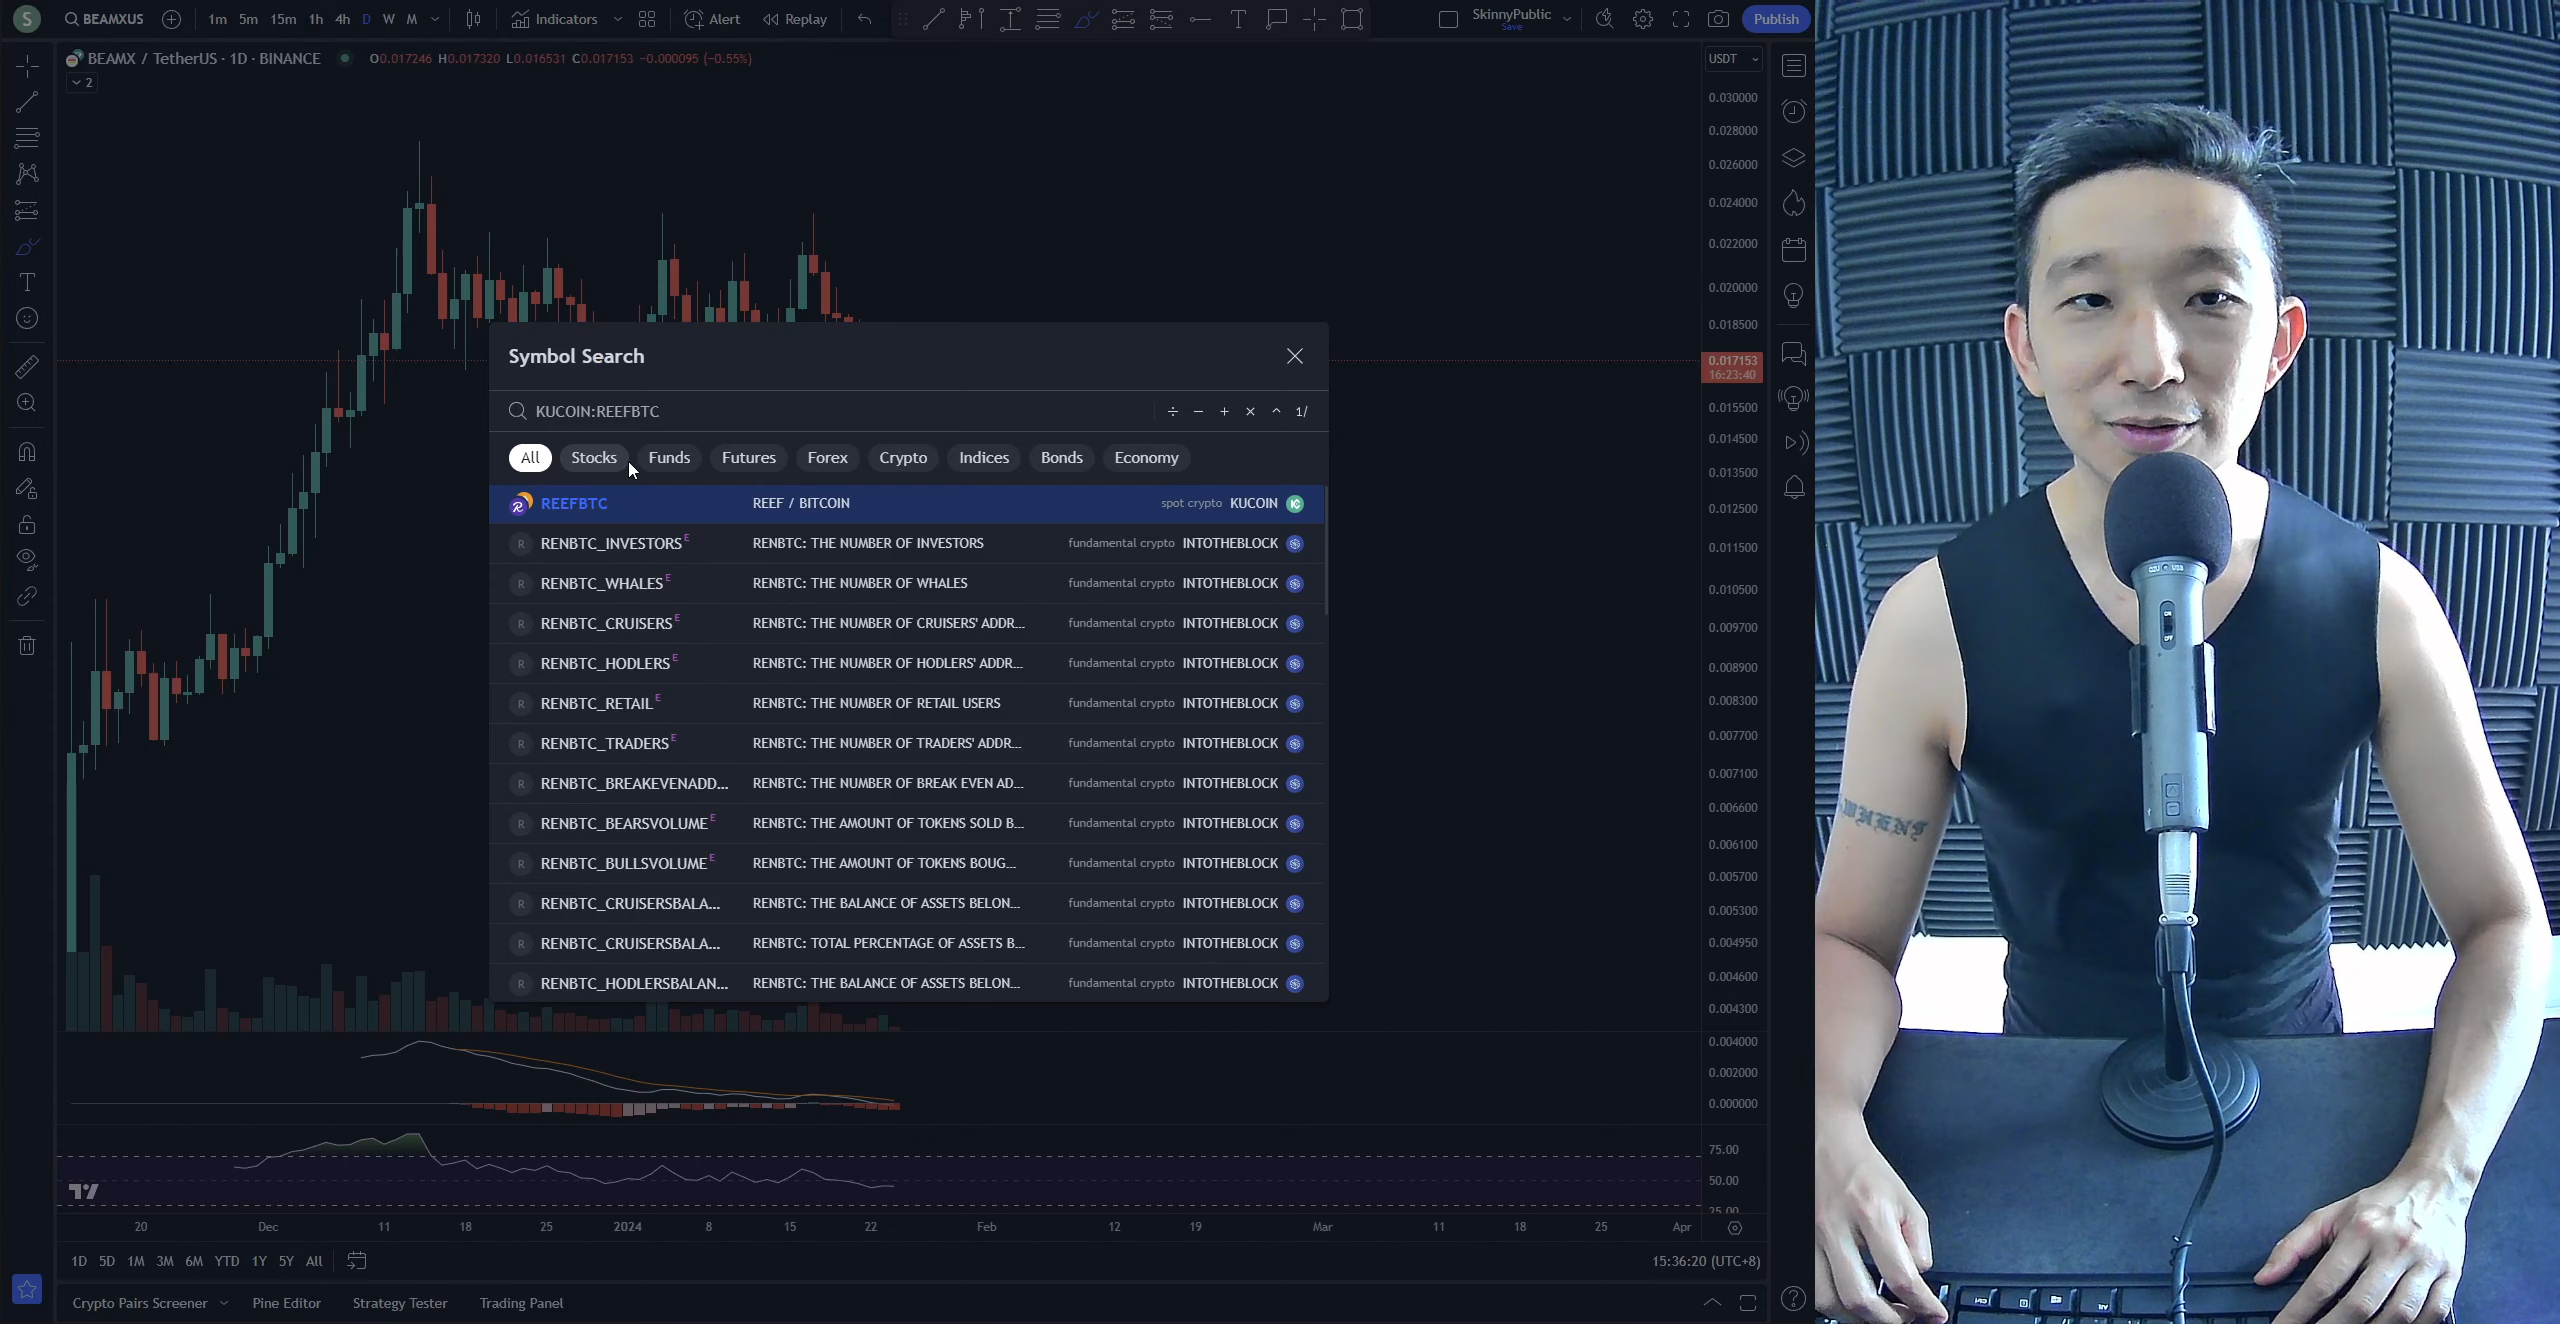 S BEAMXUS 1m 5m 15m 1h 4h D W M Indicators Alert Replay SkinnyPublic Save Publish
BEAMX / TetherUS · 1D · BINANCE O0.017246 H0.017320 L0.016531 C0.017153 −0.000095 (−0.55%) USDT
2
0.030000
0.028000
0.026000
0.024000
0.022000
0.020000
0.018500
0.017153
16:23:40
0.015500
0.014500
0.013500
0.012500
0.011500
0.010500
0.009700
0.008900
0.008300
0.007700
0.007100
0.006600
0.006100
0.005700
0.005300
0.004950
0.004600
0.004300
0.004000
0.002000
0.000000
75.00
50.00
25.00
Symbol Search
KUCOIN:REEFBTC ÷ − + × ^ 1/
All Stocks Funds Futures Forex Crypto Indices Bonds Economy
REEFBTC REEF / BITCOIN spot crypto KUCOIN
R RENBTC_INVESTORS E RENBTC: THE NUMBER OF INVESTORS fundamental crypto INTOTHEBLOCK
R RENBTC_WHALES E RENBTC: THE NUMBER OF WHALES fundamental crypto INTOTHEBLOCK
R RENBTC_CRUISERS E RENBTC: THE NUMBER OF CRUISERS' ADDR... fundamental crypto INTOTHEBLOCK
R RENBTC_HODLERS E RENBTC: THE NUMBER OF HODLERS' ADDR... fundamental crypto INTOTHEBLOCK
R RENBTC_RETAIL E RENBTC: THE NUMBER OF RETAIL USERS fundamental crypto INTOTHEBLOCK
R RENBTC_TRADERS E RENBTC: THE NUMBER OF TRADERS' ADDR... fundamental crypto INTOTHEBLOCK
R RENBTC_BREAKEVENADD... RENBTC: THE NUMBER OF BREAK EVEN AD... fundamental crypto INTOTHEBLOCK
R RENBTC_BEARSVOLUME E RENBTC: THE AMOUNT OF TOKENS SOLD B... fundamental crypto INTOTHEBLOCK
R RENBTC_BULLSVOLUME E RENBTC: THE AMOUNT OF TOKENS BOUG... fundamental crypto INTOTHEBLOCK
R RENBTC_CRUISERSBALA... RENBTC: THE BALANCE OF ASSETS BELON... fundamental crypto INTOTHEBLOCK
R RENBTC_CRUISERSBALA... RENBTC: TOTAL PERCENTAGE OF ASSETS B... fundamental crypto INTOTHEBLOCK
R RENBTC_HODLERSBALAN... RENBTC: THE BALANCE OF ASSETS BELON... fundamental crypto INTOTHEBLOCK
20 Dec 11 18 25 2024 8 15 22 Feb 12 19 Mar 11 18 25 Apr
1D 5D 1M 3M 6M YTD 1Y 5Y All 15:36:20 (UTC+8)
Crypto Pairs Screener Pine Editor Strategy Tester Trading Panel
ON
OFF